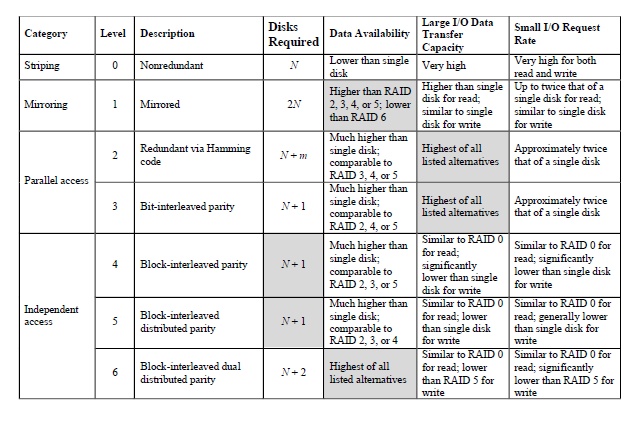 Category Level Description Disks Required Data Availability Large I/O Data Transfer Capacity Small I/O Request Rate
Striping 0 Nonredundant N Lower than single disk Very high Very high for both read and write
Mirroring 1 Mirrored 2N Higher than RAID 2, 3, 4, or 5; lower than RAID 6 Higher than single disk for read; similar to single disk for write Up to twice that of a single disk for read; similar to single disk for write
Parallel access 2 Redundant via Hamming code N + m Much higher than single disk; comparable to RAID 3, 4, or 5 Highest of all listed alternatives Approximately twice that of a single disk
3 Bit-interleaved parity N + 1 Much higher than single disk; comparable to RAID 2, 4, or 5 Highest of all listed alternatives Approximately twice that of a single disk
Independent access 4 Block-interleaved parity N + 1 Much higher than single disk; comparable to RAID 2, 3, or 5 Similar to RAID 0 for read; significantly lower than single disk for write Similar to RAID 0 for read; significantly lower than single disk for write
5 Block-interleaved distributed parity N + 1 Much higher than single disk; comparable to RAID 2, 3, or 4 Similar to RAID 0 for read; lower than single disk for write Similar to RAID 0 for read; generally lower than single disk for write
6 Block-interleaved dual distributed parity N + 2 Highest of all listed alternatives Similar to RAID 0 for read; lower than RAID 5 for write Similar to RAID 0 for read; significantly lower than RAID 5 for write